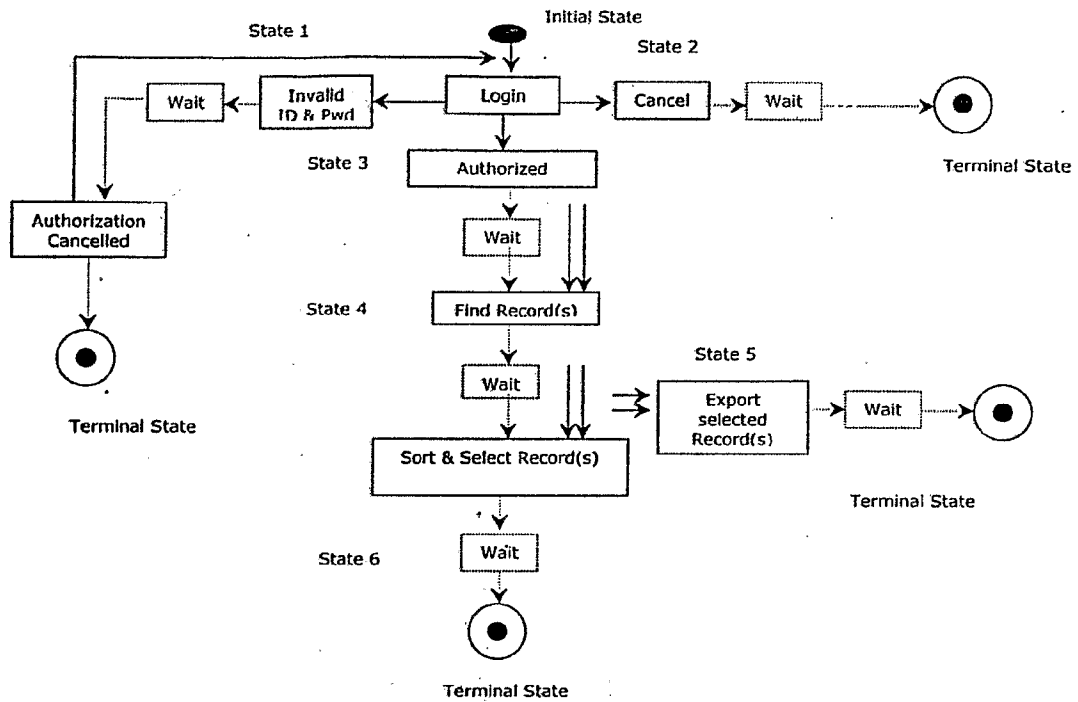 Initial State
State 1
State 2
Wait
Invalid
ID & Pwd
Login
Cancel
Wait
State 3
Authorized
Terminal State
Authorization
Cancelled
Wait
State 4
Find Record(s)
State 5
Wait
Export
selected
Record(s)
Wait
Terminal State
Sort & Select Record(s)
Terminal State
State 6
Wait
Terminal State